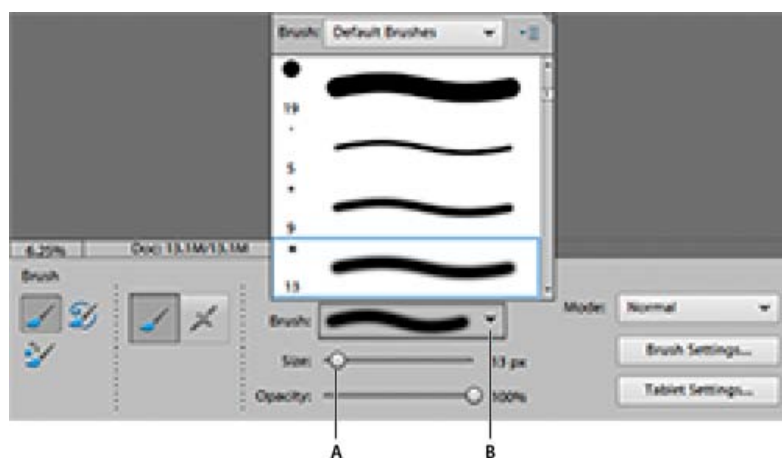 Brush: Default Brushes
19
5
9
13
6.25% Doc: 13.1M/13.1M
Brush
Brush:
Mode: Normal
Size: 13 px
Brush Settings...
Opacity: 100%
Tablet Settings...
A B